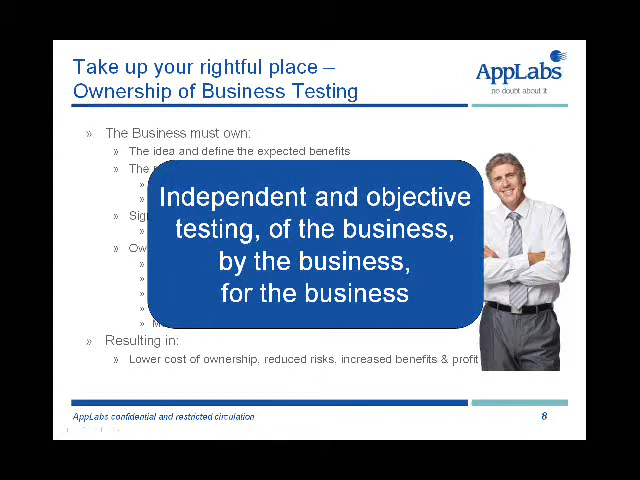 Take up your rightful place –
Ownership of Business Testing
AppLabs
no doubt about it
» The Business must own:
» The idea and define the expected benefits
» The
»
»
»
»
» Ow
»
»
»
»
»
Independent and objective
testing, of the business,
by the business,
for the business
» Resulting in:
» Lower cost of ownership, reduced risks, increased benefits & profit
AppLabs confidential and restricted circulation
8